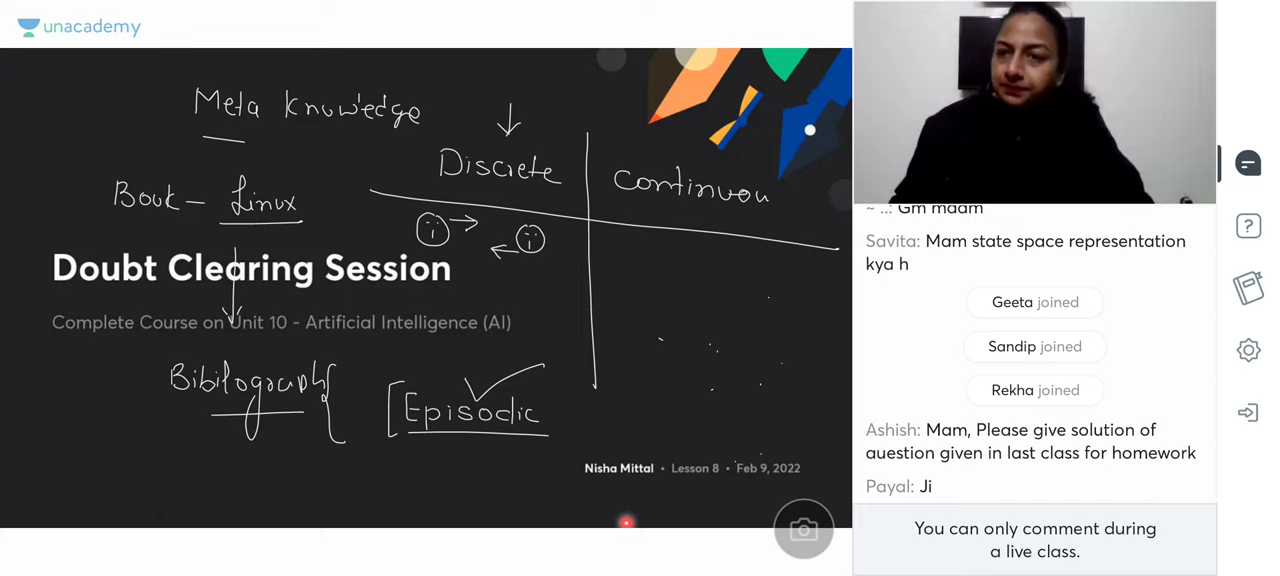 unacademy
Meta Knowledge
Discrete
Continuou
Book - Linux
Doubt Clearing Session
Complete Course on Unit 10 - Artificial Intelligence (AI)
Bibilography
Episodic
Nisha Mittal • Lesson 8 • Feb 9, 2022
~ ..: Gm maam
Savita: Mam state space representation
kya h
Geeta joined
Sandip joined
Rekha joined
Ashish: Mam, Please give solution of
auestion given in last class for homework
Payal: Ji
You can only comment during
a live class.